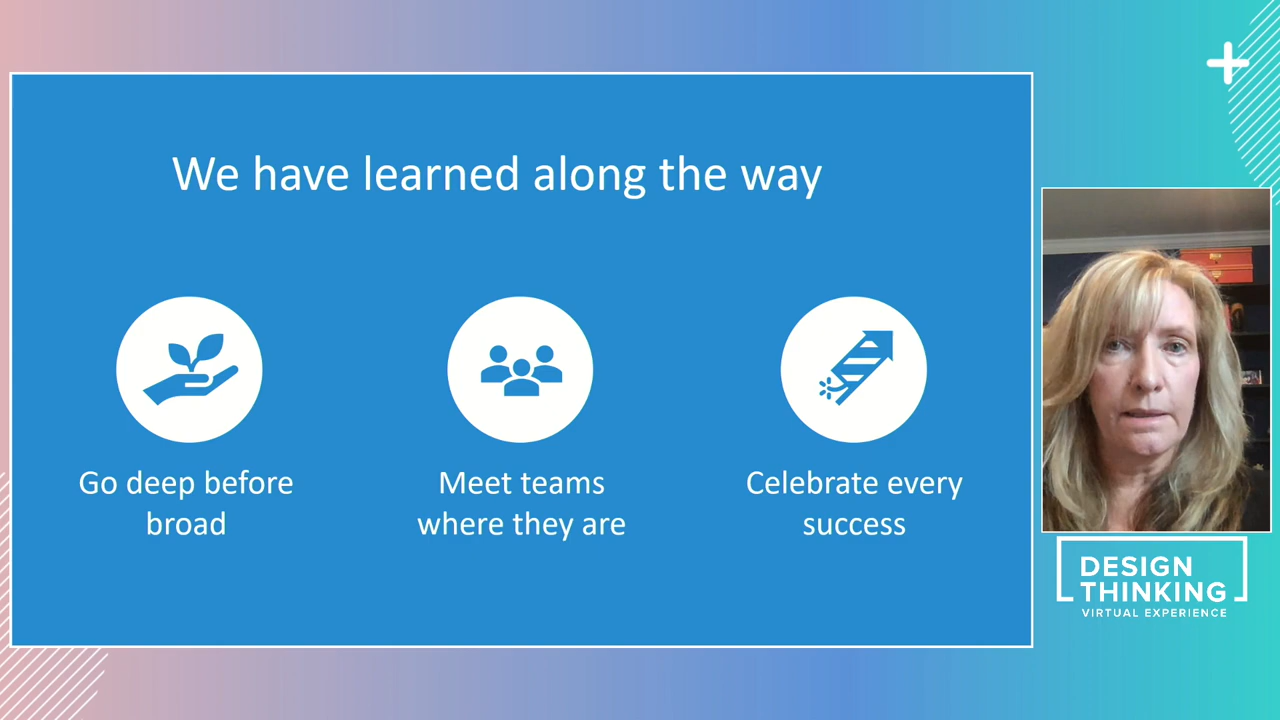 We have learned along the way
Go deep before
broad
Meet teams
where they are
Celebrate every
success
DESIGN
THINKING
VIRTUAL EXPERIENCE